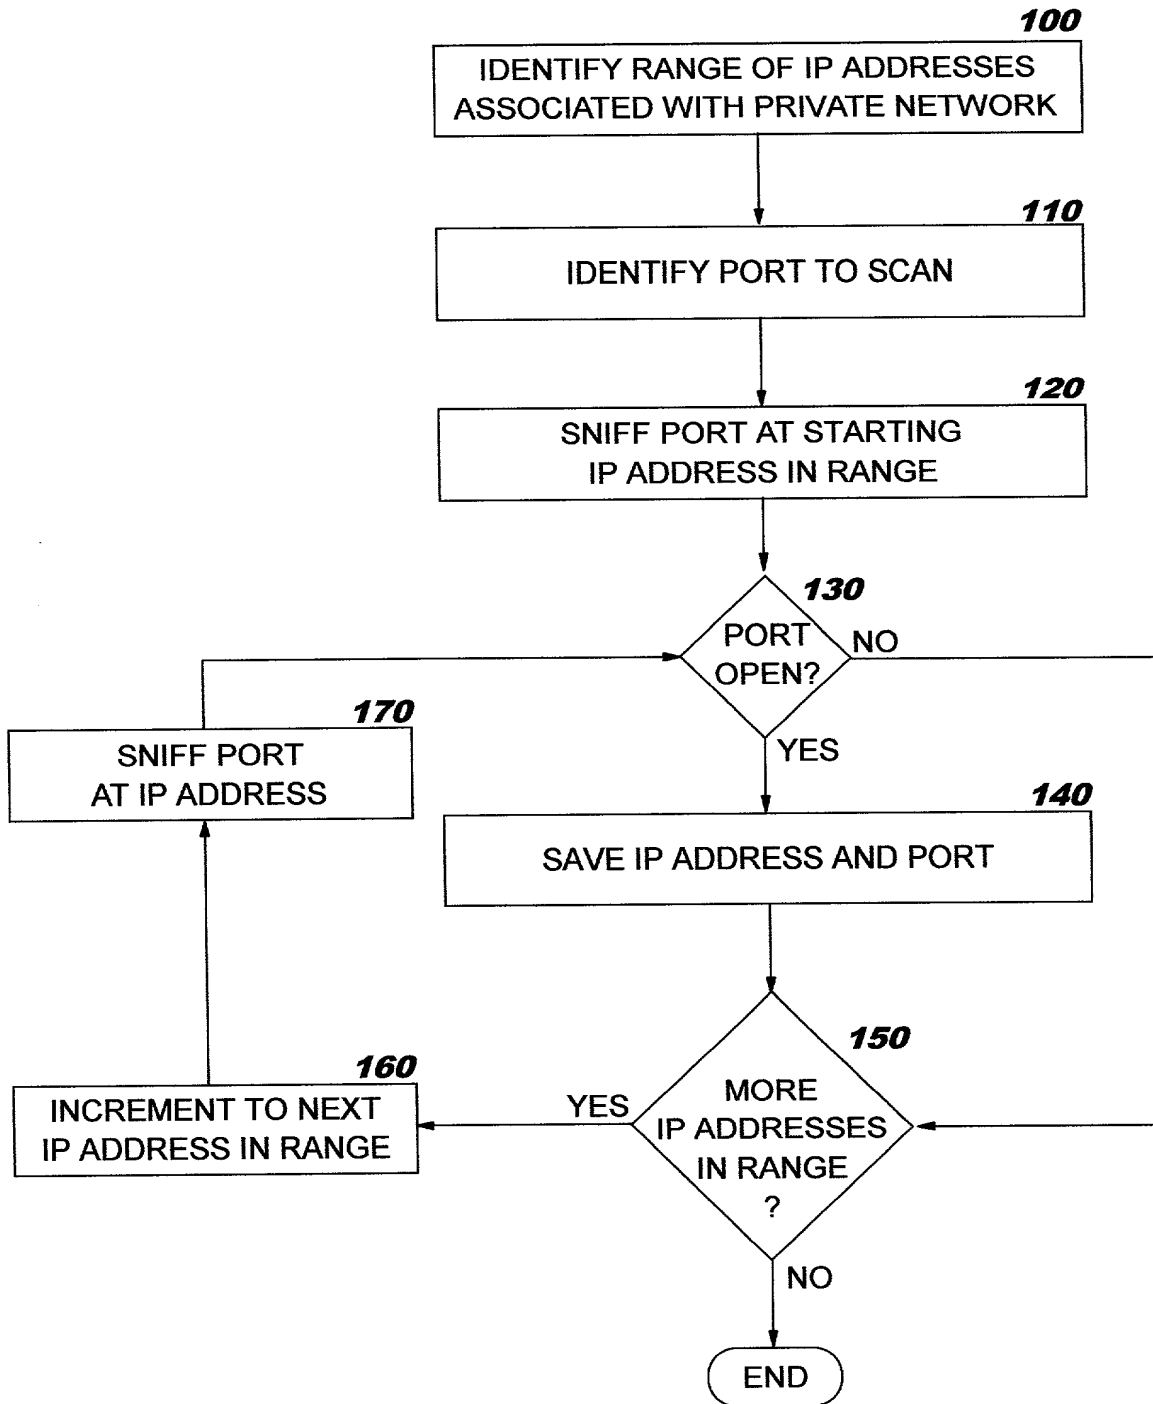 100
IDENTIFY RANGE OF IP ADDRESSES
ASSOCIATED WITH PRIVATE NETWORK
110
IDENTIFY PORT TO SCAN
120
SNIFF PORT AT STARTING
IP ADDRESS IN RANGE
130
PORT
OPEN?
NO
YES
170
SNIFF PORT
AT IP ADDRESS
140
SAVE IP ADDRESS AND PORT
150
MORE
IP ADDRESSES
IN RANGE
?
YES
160
INCREMENT TO NEXT
IP ADDRESS IN RANGE
NO
END